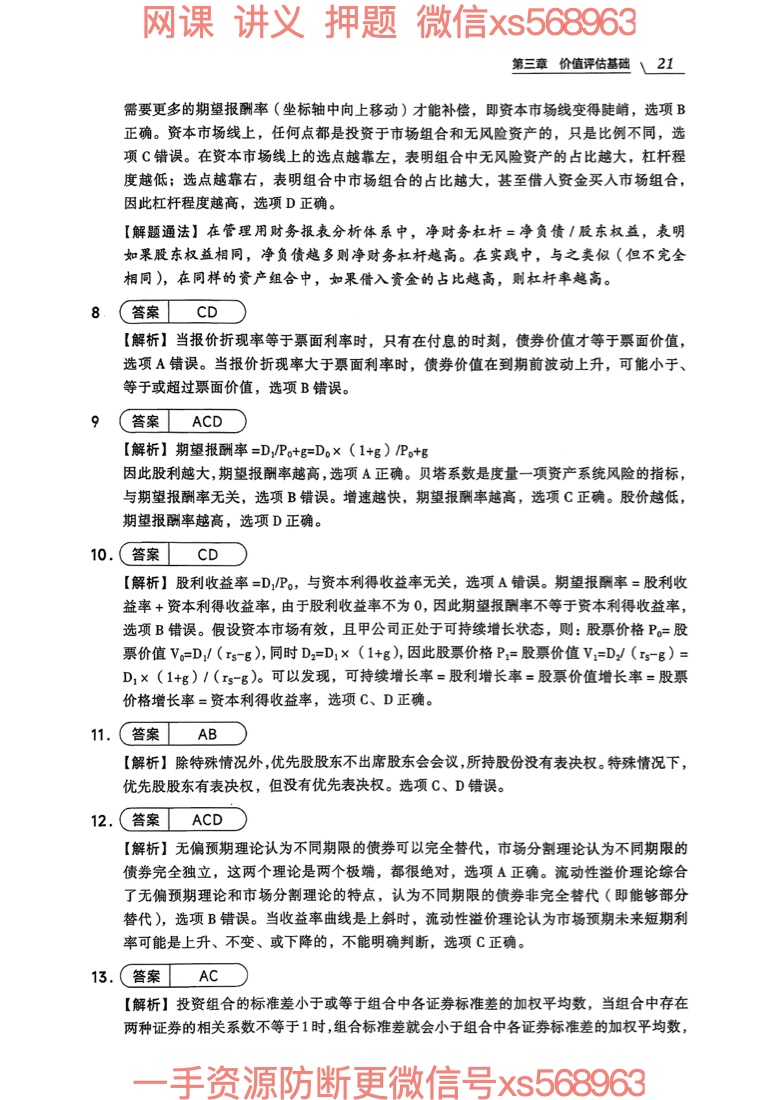 网课 讲义 押题 微信xs568963
第三章 价值评估基础 21
需要更多的期望报酬率（坐标轴中向上移动）才能补偿，即资本市场线变得陡峭，选项 B
正确。资本市场线上，任何点都是投资于市场组合和无风险资产的，只是比例不同，选
项 C 错误。在资本市场线上的选点越靠左，表明组合中无风险资产的占比越大，杠杆程
度越低；选点越靠右，表明组合中市场组合的占比越大，甚至借人资金买人市场组合，
因此杠杆程度越高，选项 D 正确。
【解题通法】在管理用财务报表分析体系中，净财务杠杆 = 净负债 / 股东权益，表明
如果股东权益相同，净负债越多则净财务杠杆越高。在实践中，与之类似（但不完全
相同），在同样的资产组合中，如果借入资金的占比越高，则杠杆率越高。
8 答案 CD
【解析】当报价折现率等于票面利率时，只有在付息的时刻，债券价值才等于票面价值，
选项 A 错误。当报价折现率大于票面利率时，债券价值在到期前波动上升，可能小于、
等于或超过票面价值，选项 B 错误。
9 答案 ACD
【解析】期望报酬率 =D₁/P₀+g=D₀×（1+g）/P₀+g
因此股利越大，期望报酬率越高，选项 A 正确。贝塔系数是度量一项资产系统风险的指标，
与期望报酬率无关，选项 B 错误。增速越快，期望报酬率越高，选项 C 正确。股价越低，
期望报酬率越高，选项 D 正确。
10. 答案 CD
【解析】股利收益率 =D₁/P₀，与资本利得收益率无关，选项 A 错误。期望报酬率 = 股利收
益率 + 资本利得收益率，由于股利收益率不为 0，因此期望报酬率不等于资本利得收益率，
选项 B 错误。假设资本市场有效，且甲公司正处于可持续增长状态，则：股票价格 P₀= 股
票价值 V₀=D₁/（rₛ-g），同时 D₂=D₁×（1+g），因此股票价格 P₁= 股票价值 V₁=D₂/（rₛ-g）=
D₁×（1+g）/（rₛ-g）。可以发现，可持续增长率 = 股利增长率 = 股票价值增长率 = 股票
价格增长率 = 资本利得收益率，选项 C、D 正确。
11. 答案 AB
【解析】除特殊情况外，优先股股东不出席股东会会议，所持股份没有表决权。特殊情况下，
优先股股东有表决权，但没有优先表决权。选项 C、D 错误。
12. 答案 ACD
【解析】无偏预期理论认为不同期限的债券可以完全替代，市场分割理论认为不同期限的
债券完全独立，这两个理论是两个极端，都很绝对，选项 A 正确。流动性溢价理论综合
了无偏预期理论和市场分割理论的特点，认为不同期限的债券非完全替代（即能够部分
替代），选项 B 错误。当收益率曲线是上斜时，流动性溢价理论认为市场预期未来短期利
率可能是上升、不变、或下降的，不能明确判断，选项 C 正确。
13. 答案 AC
【解析】投资组合的标准差小于或等于组合中各证券标准差的加权平均数，当组合中存在
两种证券的相关系数不等于 1 时，组合标准差就会小于组合中各证券标准差的加权平均数，
一手资源防断更微信号xs568963